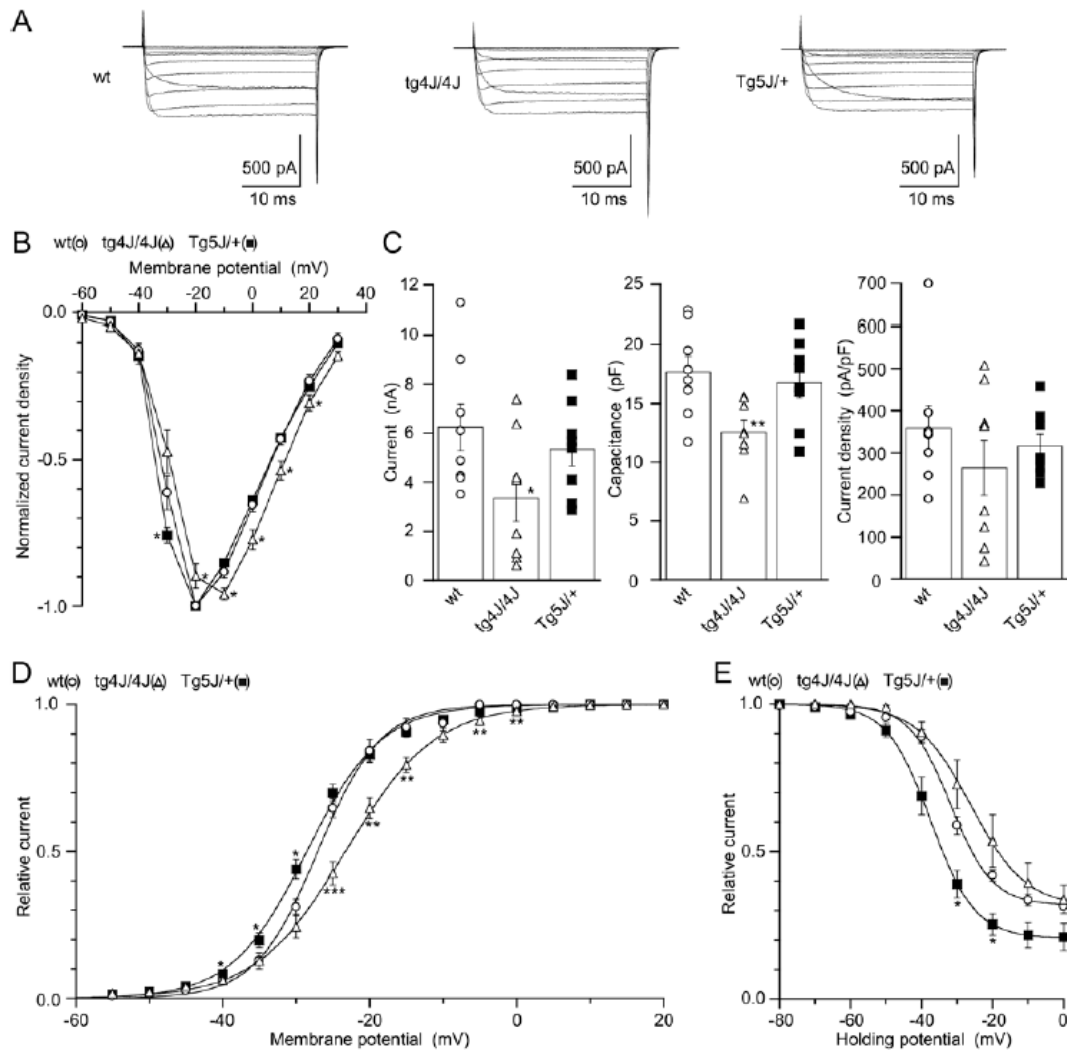 A
wt
500 pA
10 ms
tg4J/4J
500 pA
10 ms
Tg5J/+
500 pA
10 ms
B wt(○) tg4J/4J(△) Tg5J/+(■)
Membrane potential (mV)
-60 -40 -20 0 20 40
0.0
-0.5
-1.0
Normalized current density
* * * * * *
C
Current (nA)
12
10
8
6
4
2
0
*
wt tg4J/4J Tg5J/+
Capacitance (pF)
25
20
15
10
5
0
**
wt tg4J/4J Tg5J/+
Current density (pA/pF)
700
600
500
400
300
200
100
0
wt tg4J/4J Tg5J/+
D wt(○) tg4J/4J(△) Tg5J/+(■)
Relative current
1.0
0.5
0.0
* * * *** ** ** ** **
-60 -40 -20 0 20
Membrane potential (mV)
E wt(○) tg4J/4J(△) Tg5J/+(■)
Relative current
1.0
0.5
0.0
* *
-80 -60 -40 -20 0
Holding potential (mV)